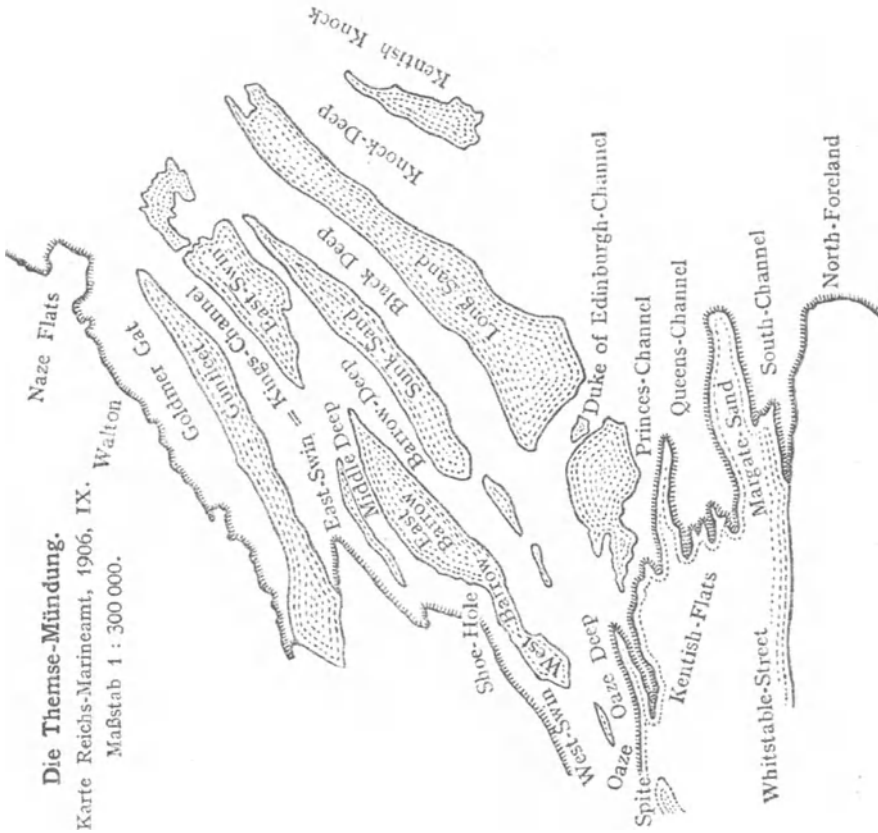 Die Themse-Mündung.
Karte Reichs-Marineamt, 1906, IX.
Maßstab 1 : 300 000.
Naze Flats
Walton
Goldmer Gat
Gunfleet
East-Swin = Kings-Channel
East-Swin
Middle Deep
East
Barrow
Barrow-Deep
Sunk-Sand
Black Deep
Long Sand
Knock-Deep
Kentish Knock
Shoe-Hole
West-Barrow
West-Swin
Oaze
Oaze Deep
Spite
Duke of Edinburgh-Channel
Princes-Channel
Queens-Channel
Kentish-Flats
Margate-Sand
South-Channel
Whitstable-Street
North-Foreland